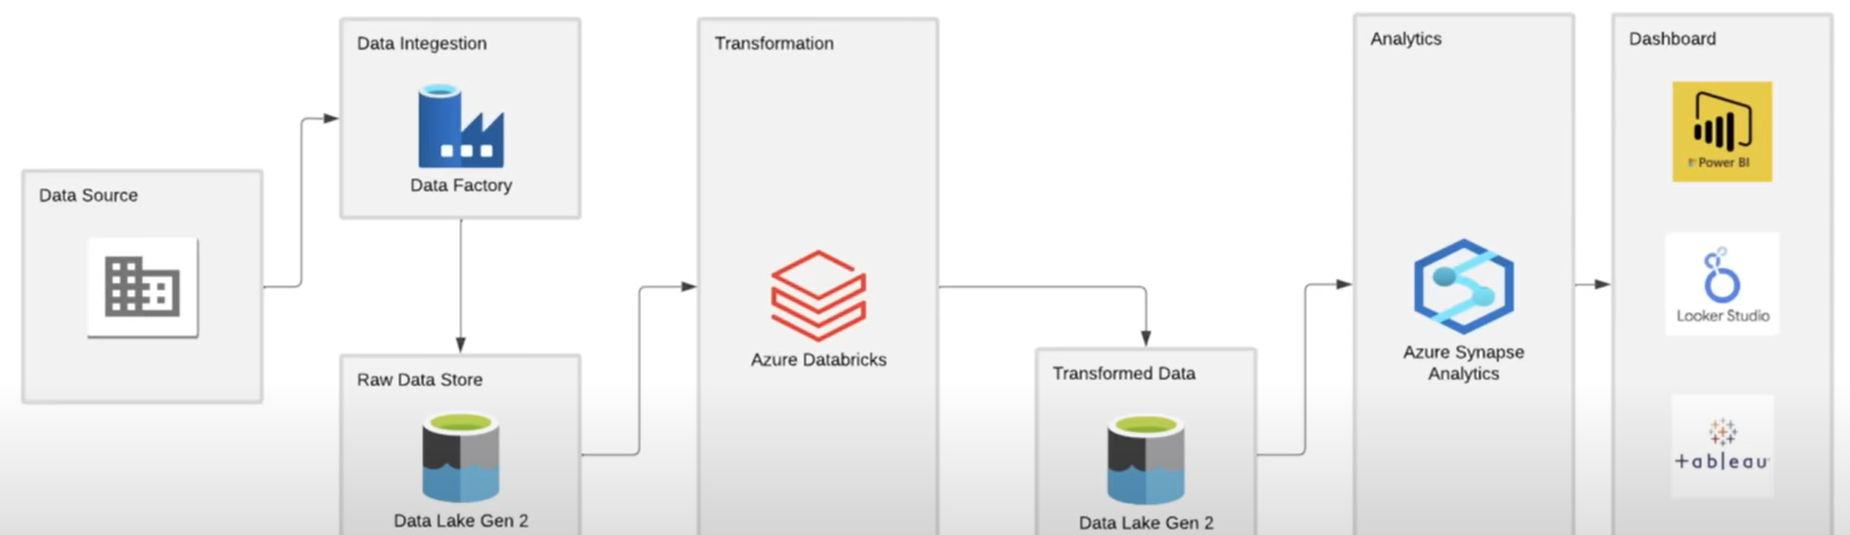 Data Source
Data Integestion
Data Factory
Raw Data Store
Data Lake Gen 2
Transformation
Azure Databricks
Transformed Data
Data Lake Gen 2
Analytics
Azure Synapse
Analytics
Dashboard
Power BI
Looker Studio
+ableau